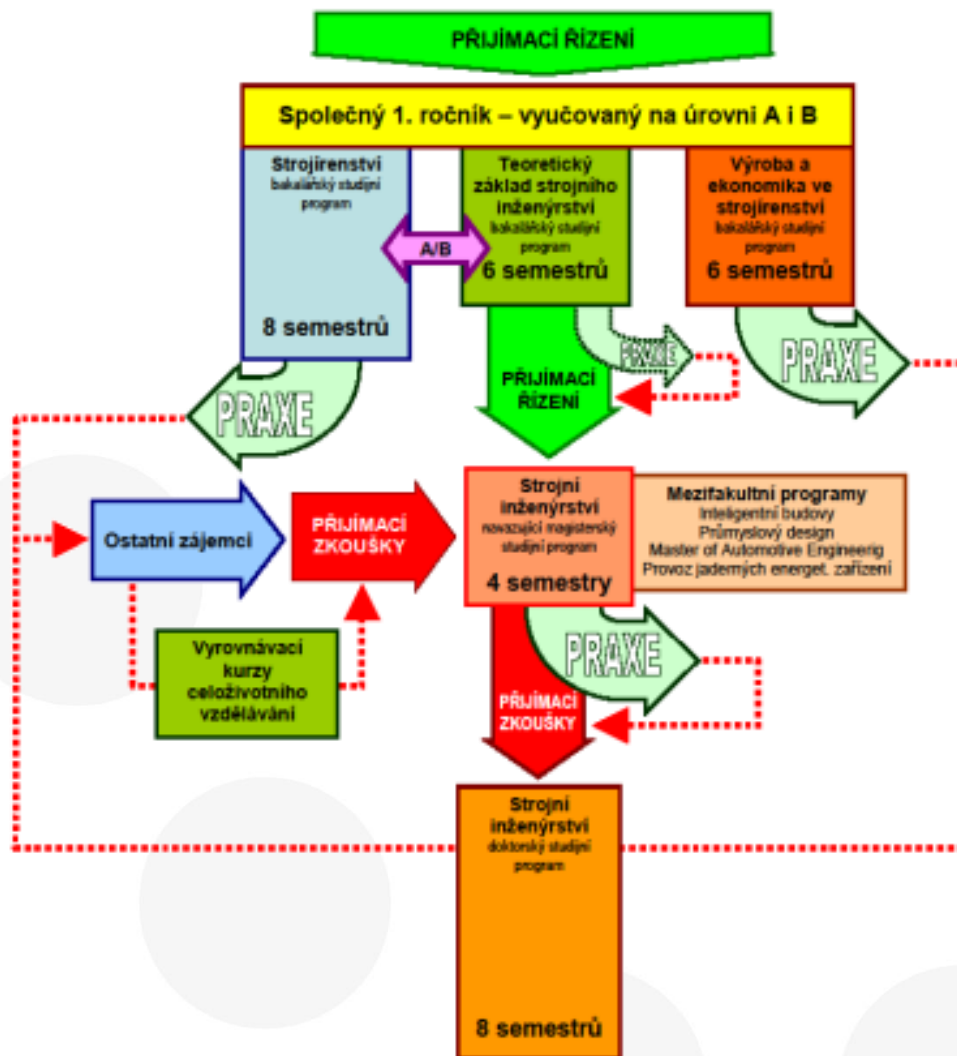 PŘIJÍMACÍ ŘÍZENÍ
Společný 1. ročník – vyučovaný na úrovni A i B
Strojírenství
bakalářský studijní
program
8 semestrů
A/B
Teoretický
základ strojního
inženýrství
bakalářský studijní
program
6 semestrů
Výroba a
ekonomika ve
strojírenství
bakalářský studijní
program
6 semestrů
PRAXE
PŘIJÍMACÍ
ŘÍZENÍ
PRAXE
PRAXE
Ostatní zájemci
PŘIJÍMACÍ
ZKOUŠKY
Strojní
inženýrství
navazující magisterský
studijní program
4 semestry
Mezifakultní programy
Inteligentní budovy
Průmyslový design
Master of Automotive Engineerig
Provoz jaderných energet. zařízení
Vyrovnávací
kurzy
celoživotního
vzdělávání
PRAXE
PŘIJÍMACÍ
ZKOUŠKY
Strojní
inženýrství
doktorský studijní
program
8 semestrů